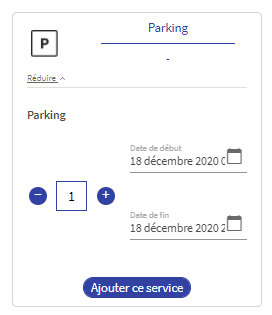 P
Parking
-
Réduire
Parking
Date de début
18 décembre 2020
− 1 +
Date de fin
18 décembre 2020 2
Ajouter ce service